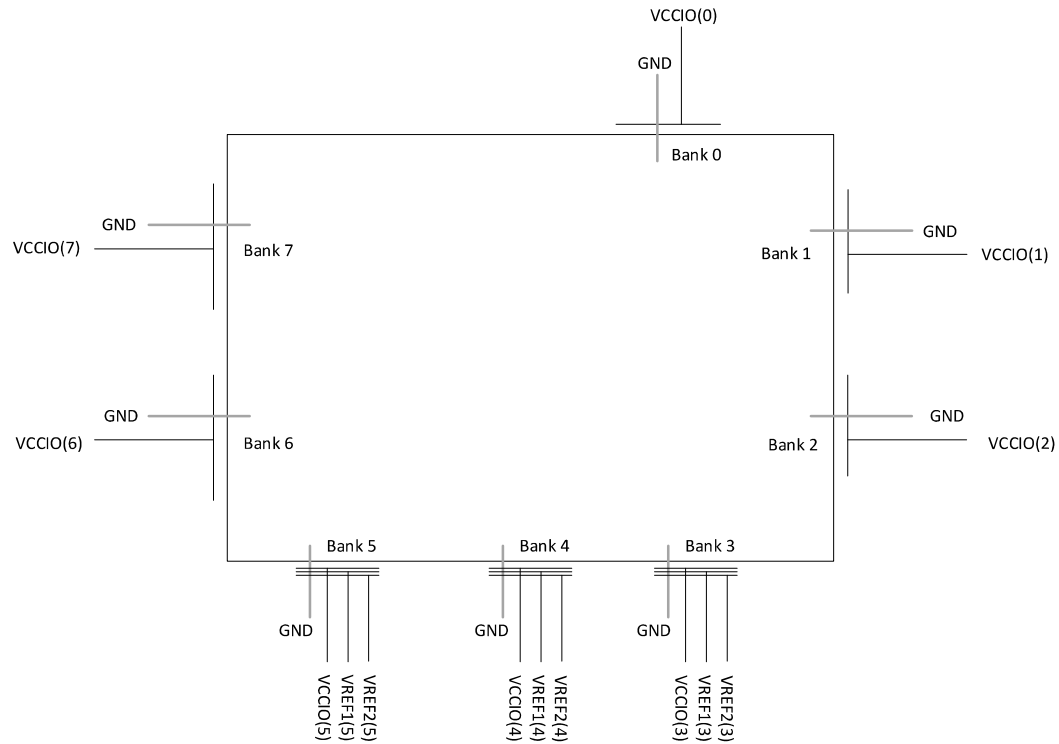 VCCIO(0)
GND
Bank 0
GND
VCCIO(7)
Bank 7
GND
Bank 1
VCCIO(1)
GND
VCCIO(6)
Bank 6
GND
Bank 2
VCCIO(2)
Bank 5
Bank 4
Bank 3
GND
GND
GND
VCCIO(5)
VREF1(5)
VREF2(5)
VCCIO(4)
VREF1(4)
VREF2(4)
VCCIO(3)
VREF1(3)
VREF2(3)